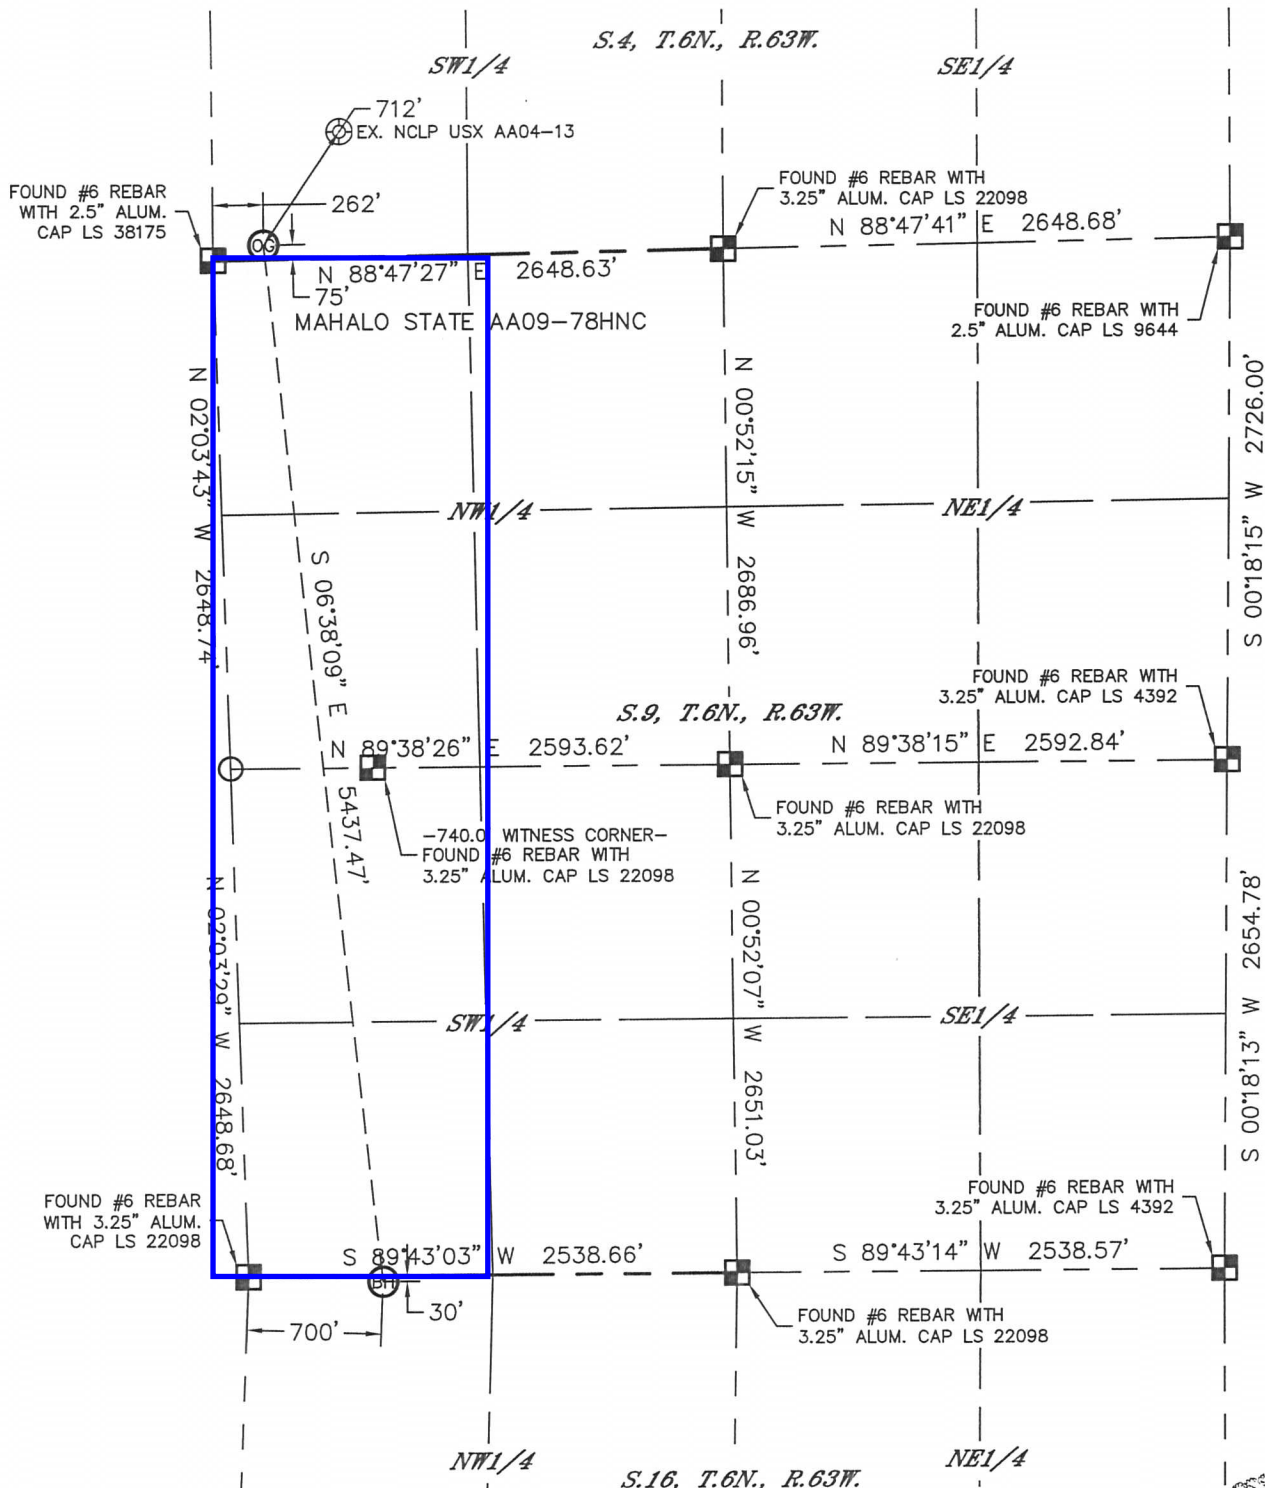 S.4, T.6N., R.63W.
SW1/4
SE1/4
712'
EX. NCLP USX AA04-13
FOUND #6 REBAR
WITH 2.5" ALUM.
CAP LS 38175
262'
OG
FOUND #6 REBAR WITH
3.25" ALUM. CAP LS 22098
N 88°47'41" E 2648.68'
N 88°47'27" E 2648.63'
75'
MAHALO STATE AA09-78HNC
FOUND #6 REBAR WITH
2.5" ALUM. CAP LS 9644
N 02°03'43" W 2648.74'
N 00°52'15" W 2686.96'
S 00°18'15" W 2726.00'
NW1/4
NE1/4
S 06°38'09" E 5437.47'
FOUND #6 REBAR WITH
3.25" ALUM. CAP LS 4392
S.9, T.6N., R.63W.
N 89°38'26" E 2593.62'
N 89°38'15" E 2592.84'
FOUND #6 REBAR WITH
3.25" ALUM. CAP LS 22098
-740.0 WITNESS CORNER-
FOUND #6 REBAR WITH
3.25" ALUM. CAP LS 22098
N 02°03'29" W 2648.68'
N 00°52'07" W 2651.03'
S 00°18'13" W 2654.78'
SW1/4
SE1/4
FOUND #6 REBAR
WITH 3.25" ALUM.
CAP LS 22098
FOUND #6 REBAR WITH
3.25" ALUM. CAP LS 4392
S 89°43'03" W 2538.66'
S 89°43'14" W 2538.57'
BH
30'
700'
FOUND #6 REBAR WITH
3.25" ALUM. CAP LS 22098
NW1/4
NE1/4
S.16, T.6N., R.63W.